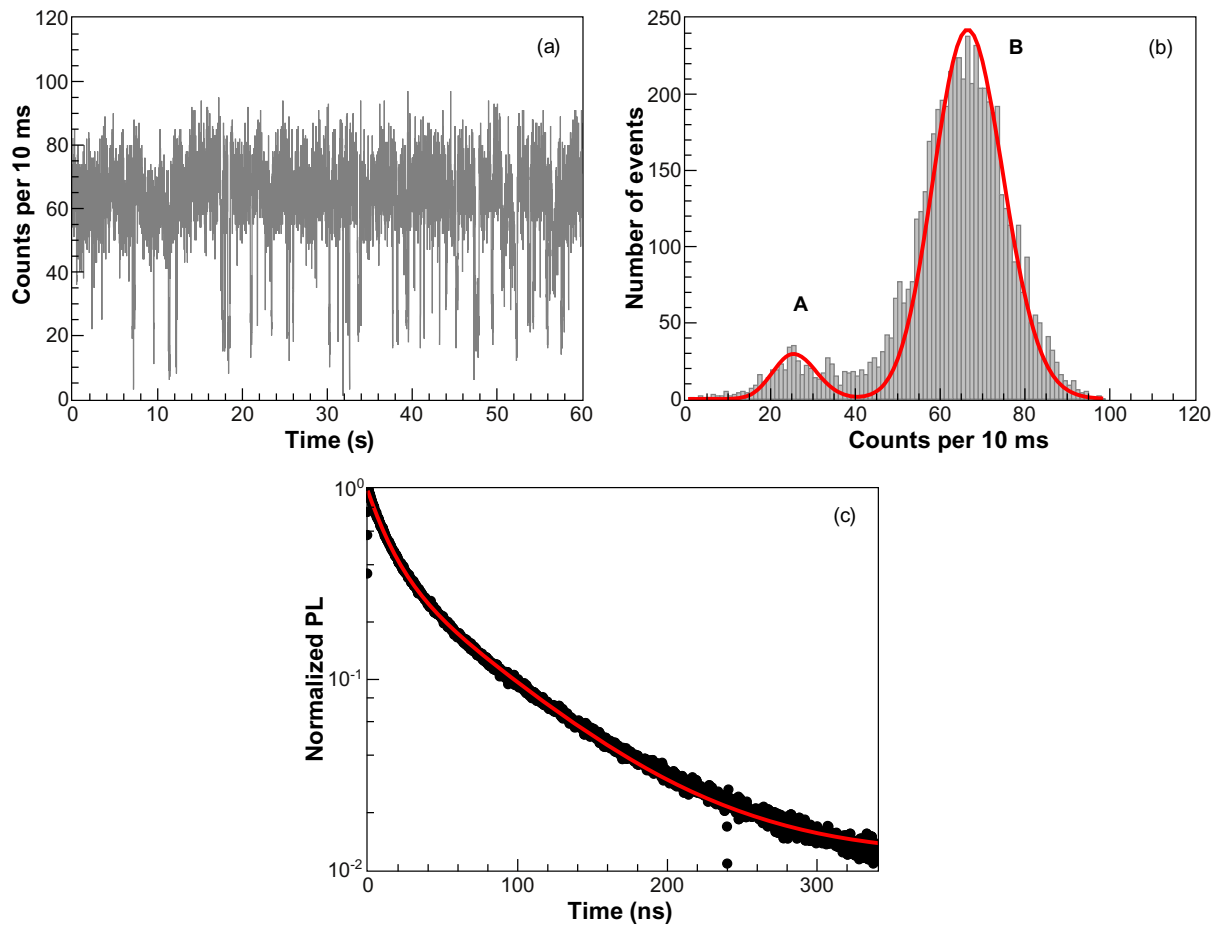 120
100
80
60
40
20
0
Counts per 10 ms
0 10 20 30 40 50 60
Time (s)
(a)
250
200
150
100
50
0
Number of events
A
B
(b)
0 20 40 60 80 100 120
Counts per 10 ms
10⁰
10⁻¹
10⁻²
Normalized PL
(c)
0 100 200 300
Time (ns)